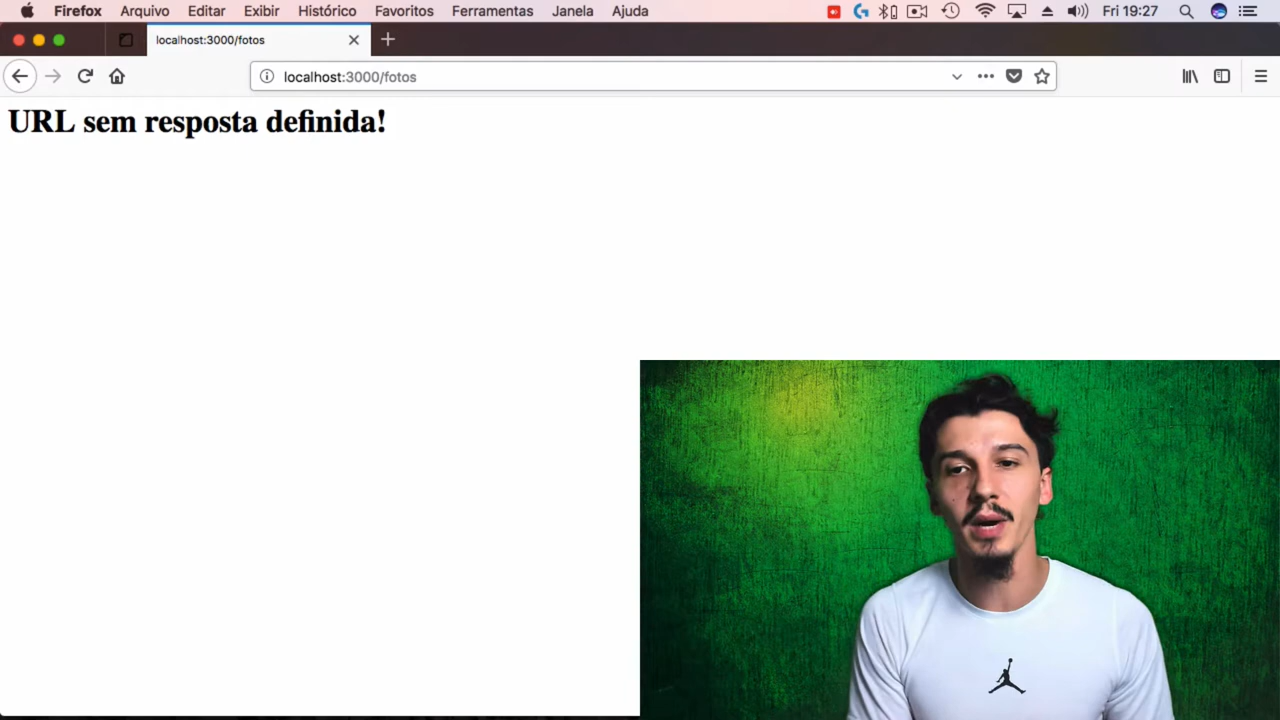 Firefox Arquivo Editar Exibir Histórico Favoritos Ferramentas Janela Ajuda Fri 19:27
localhost:3000/fotos
localhost:3000/fotos
URL sem resposta definida!